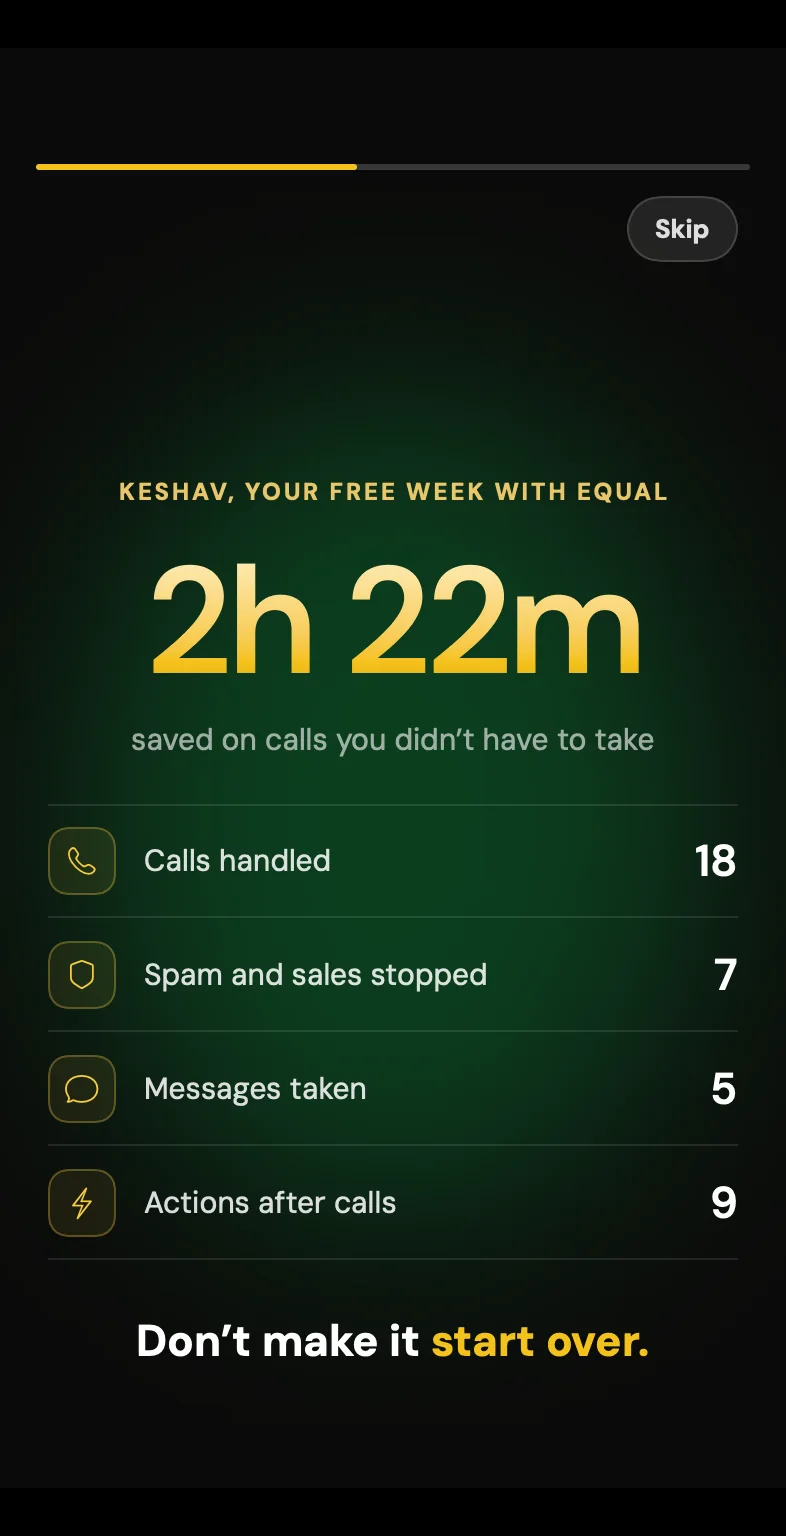 Skip
KESHAV, YOUR FREE WEEK WITH EQUAL
2h 22m
saved on calls you didn’t have to take
Calls handled 18
Spam and sales stopped 7
Messages taken 5
Actions after calls 9
Don’t make it start over.